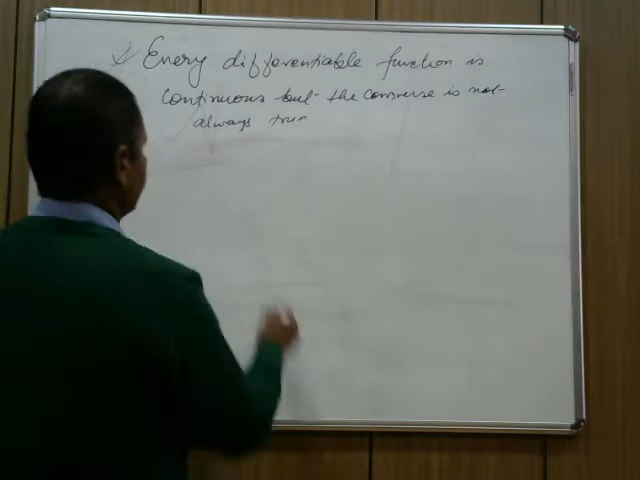 Every differentiable function is
continuous but the converse is not
always true